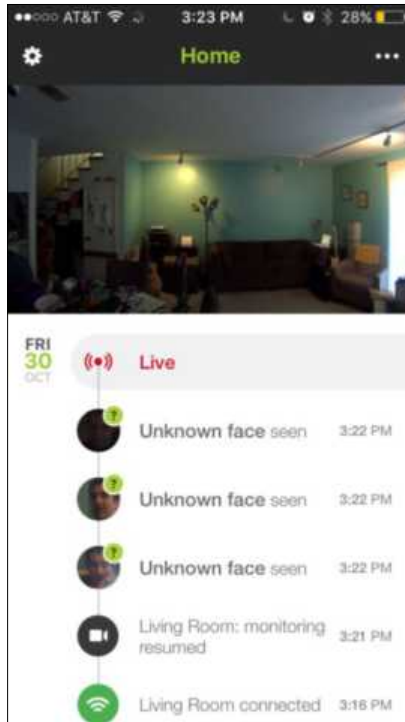 AT&T 3:23 PM 28%
Home
FRI
30
OCT
Live
? Unknown face seen 3:22 PM
? Unknown face seen 3:22 PM
? Unknown face seen 3:22 PM
Living Room: monitoring
resumed 3:21 PM
Living Room connected 3:16 PM